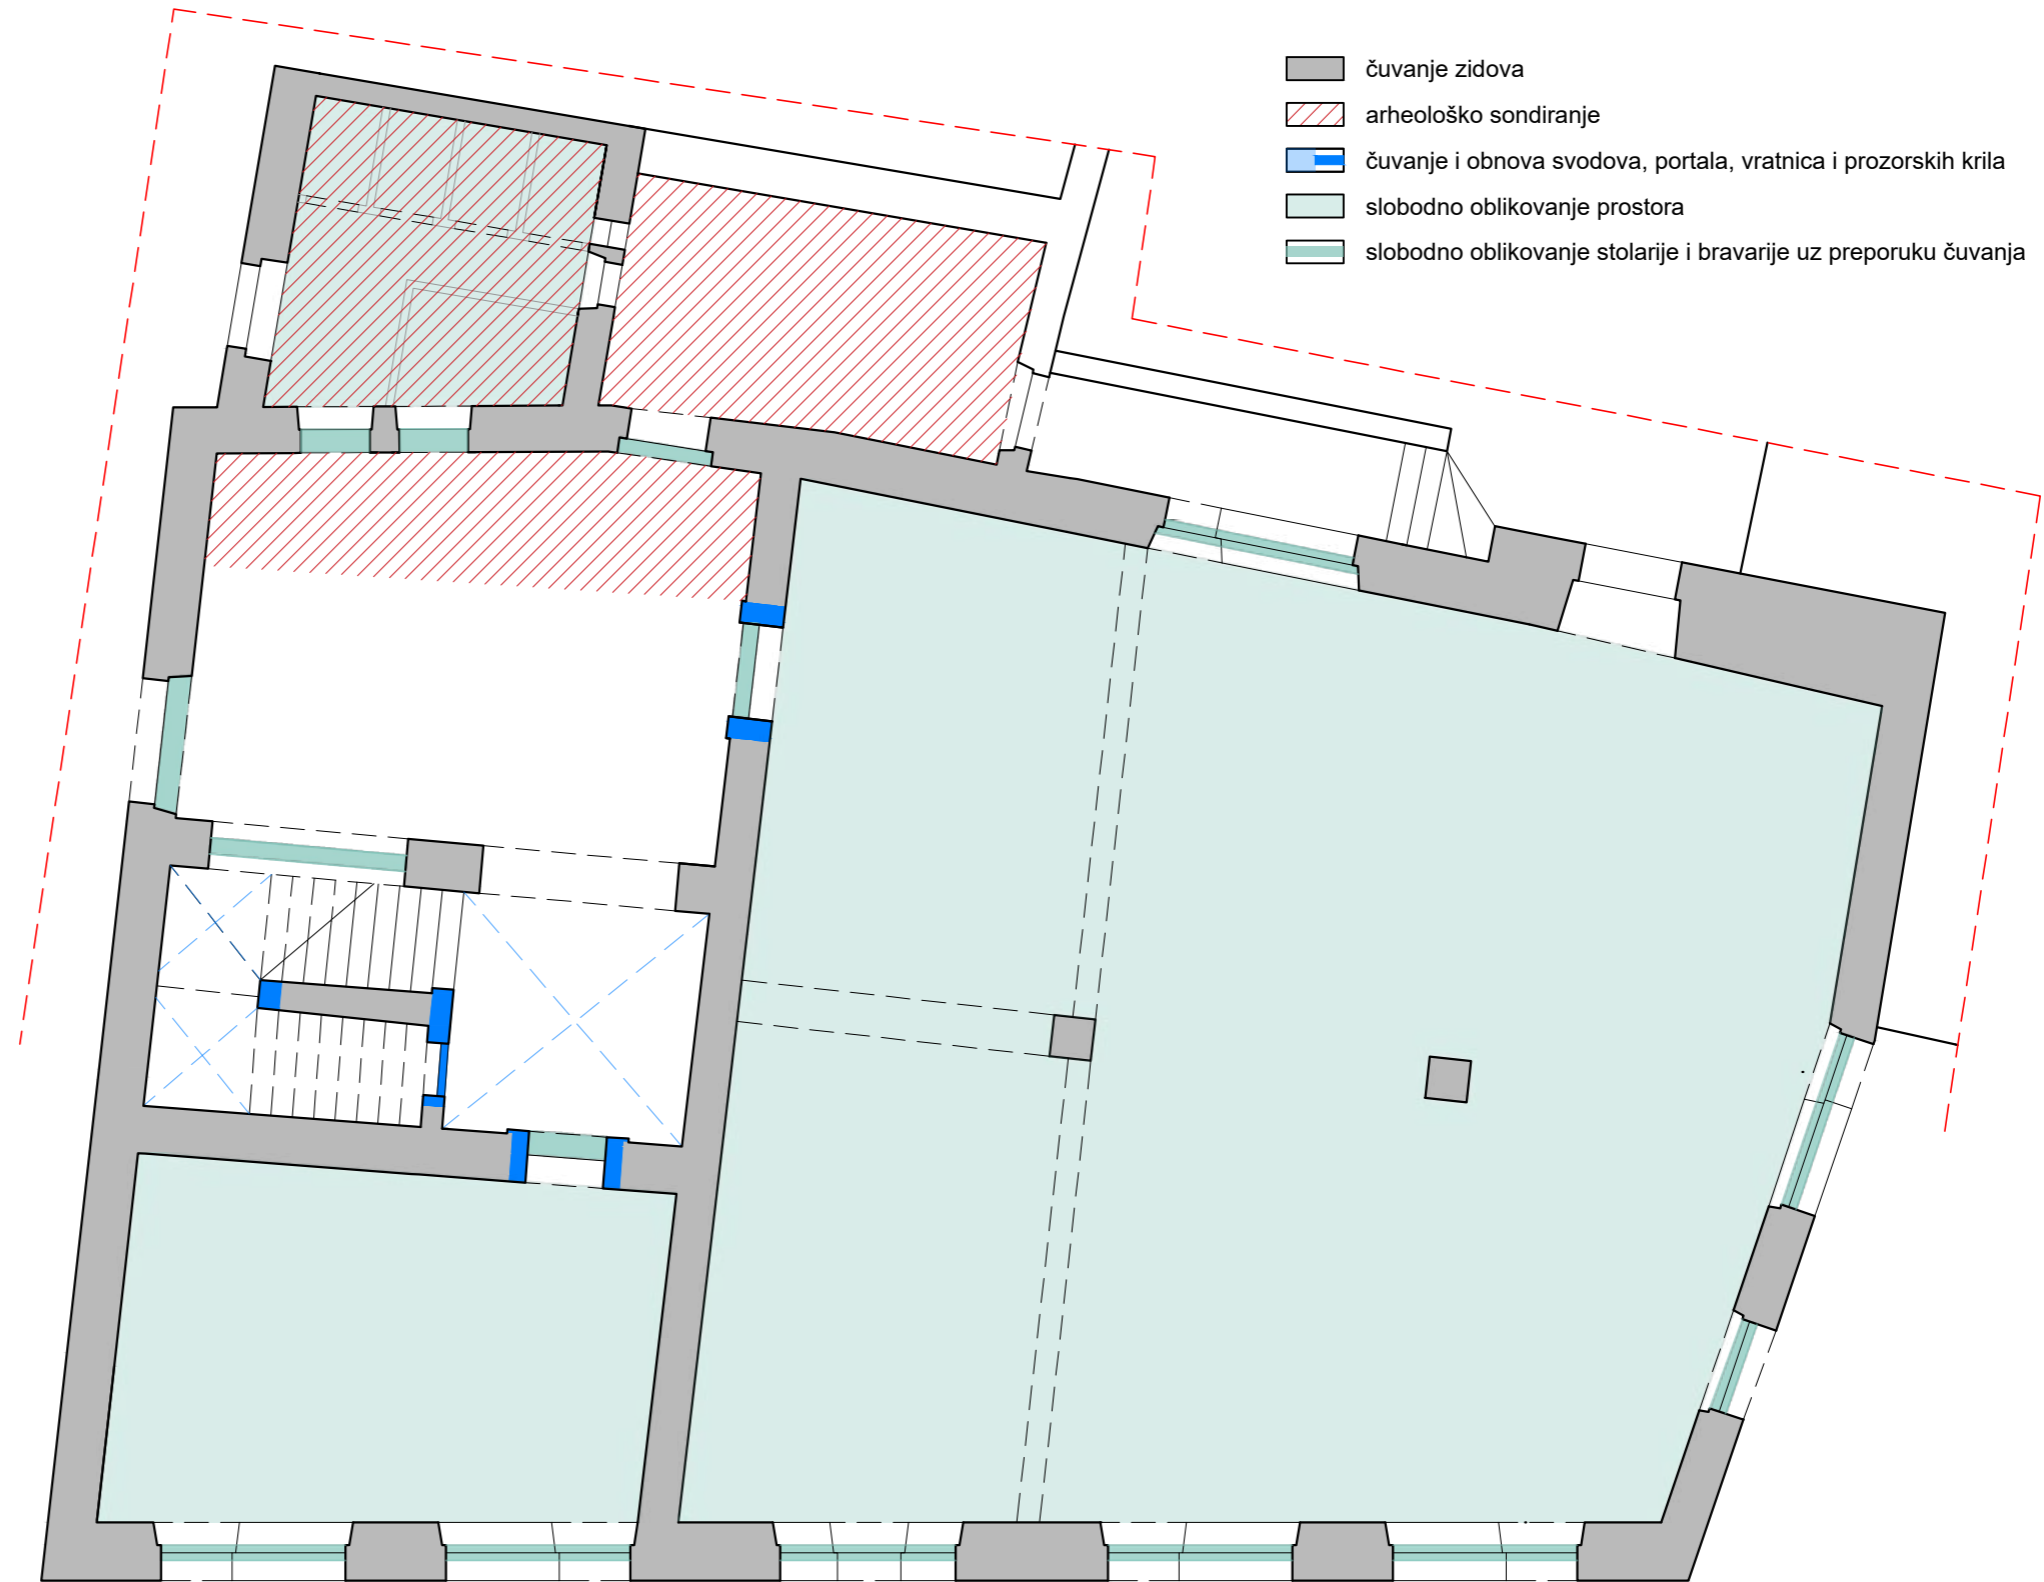 čuvanje zidova
arheološko sondiranje
čuvanje i obnova svodova, portala, vratnica i prozorskih krila
slobodno oblikovanje prostora
slobodno oblikovanje stolarije i bravarije uz preporuku čuvanja